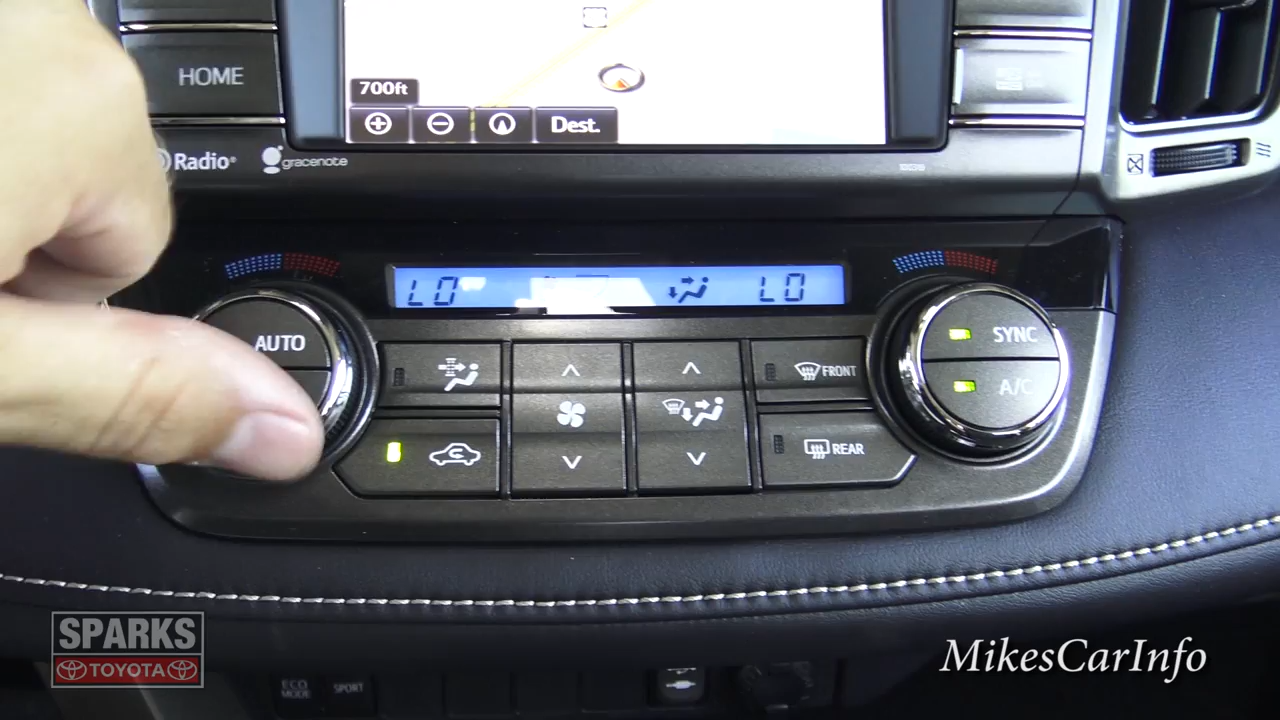 HOME
700ft
Dest.
Radio®
gracenote
LO
LO
AUTO
SYNC
A/C
FRONT
REAR
SPARKS
TOYOTA
MikesCarInfo
ECO
MODE
SPORT